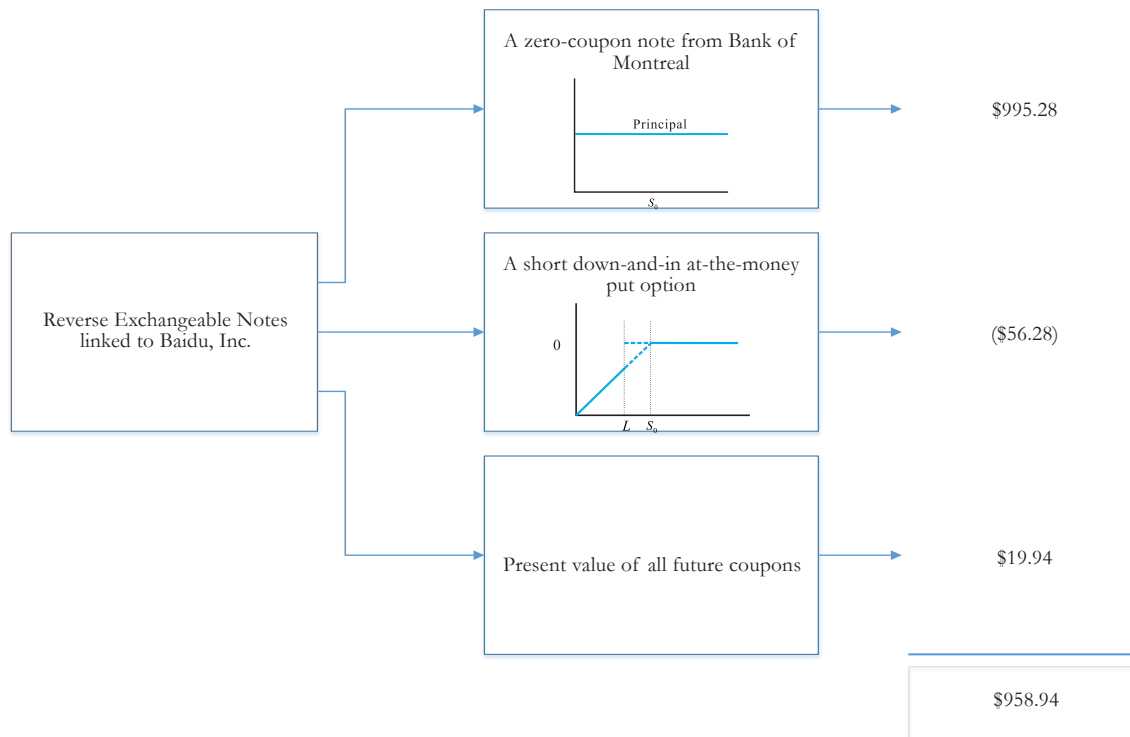 A zero-coupon note from Bank of
Montreal
Principal
S₀
$995.28
Reverse Exchangeable Notes
linked to Baidu, Inc.
A short down-and-in at-the-money
put option
0
L S₀
($56.28)
Present value of all future coupons
$19.94
$958.94